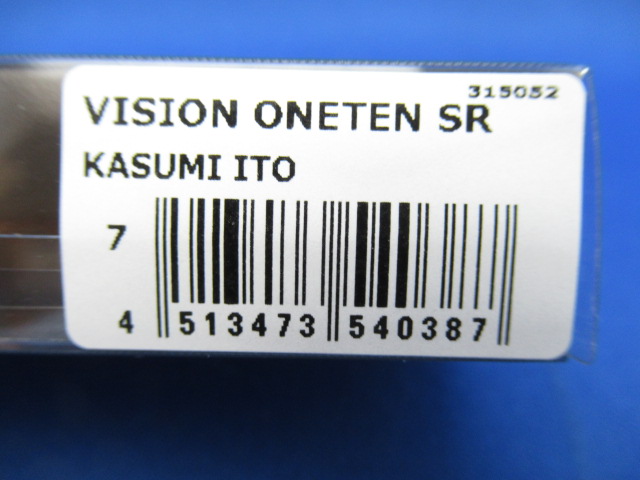 315052
VISION ONETEN SR
KASUMI ITO
7
4 513473 540387